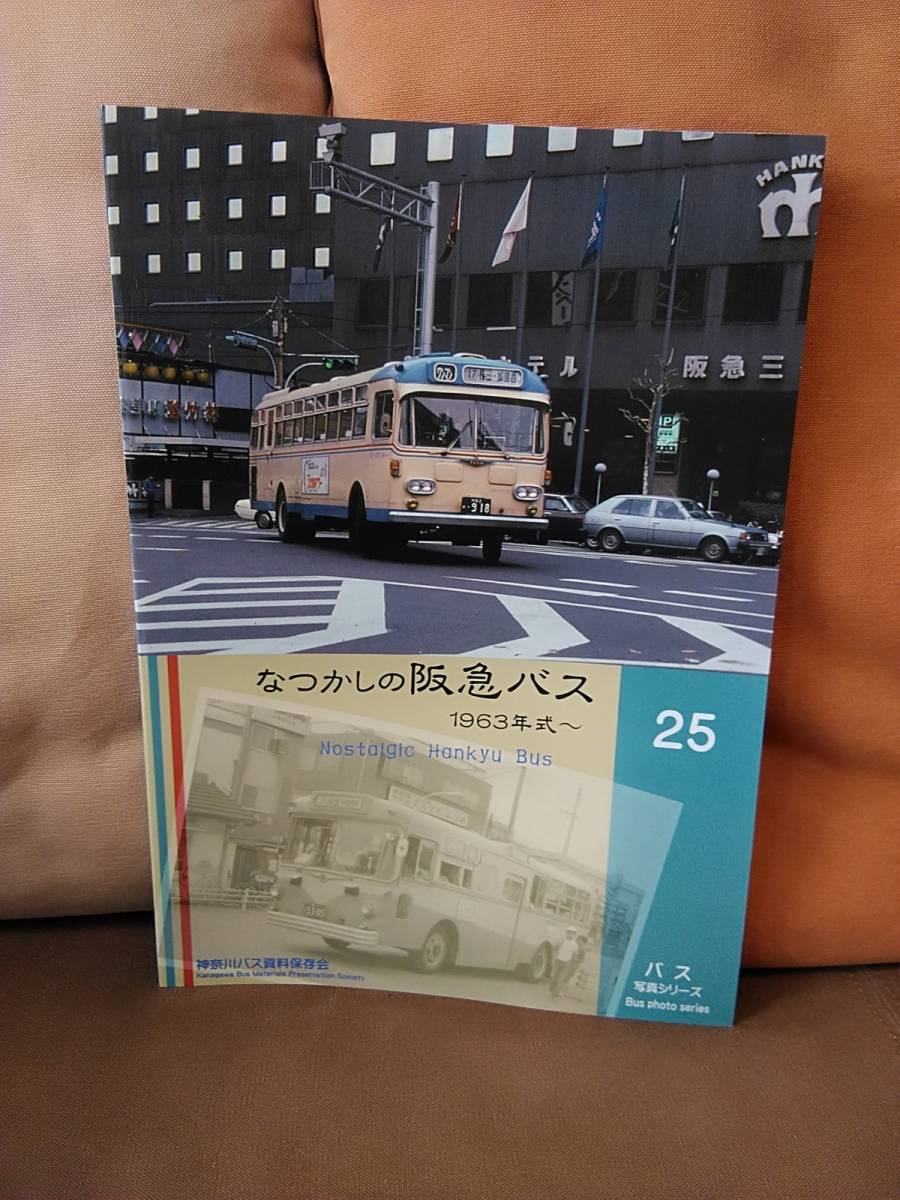 HANK
テル 阪急三
918
なつかしの阪急バス
1963年式～
Nostalgic Hankyu Bus
25
神奈川バス資料保存会
Kanagawa Bus Materials Preservation Society
バス
写真シリーズ
Bus photo series